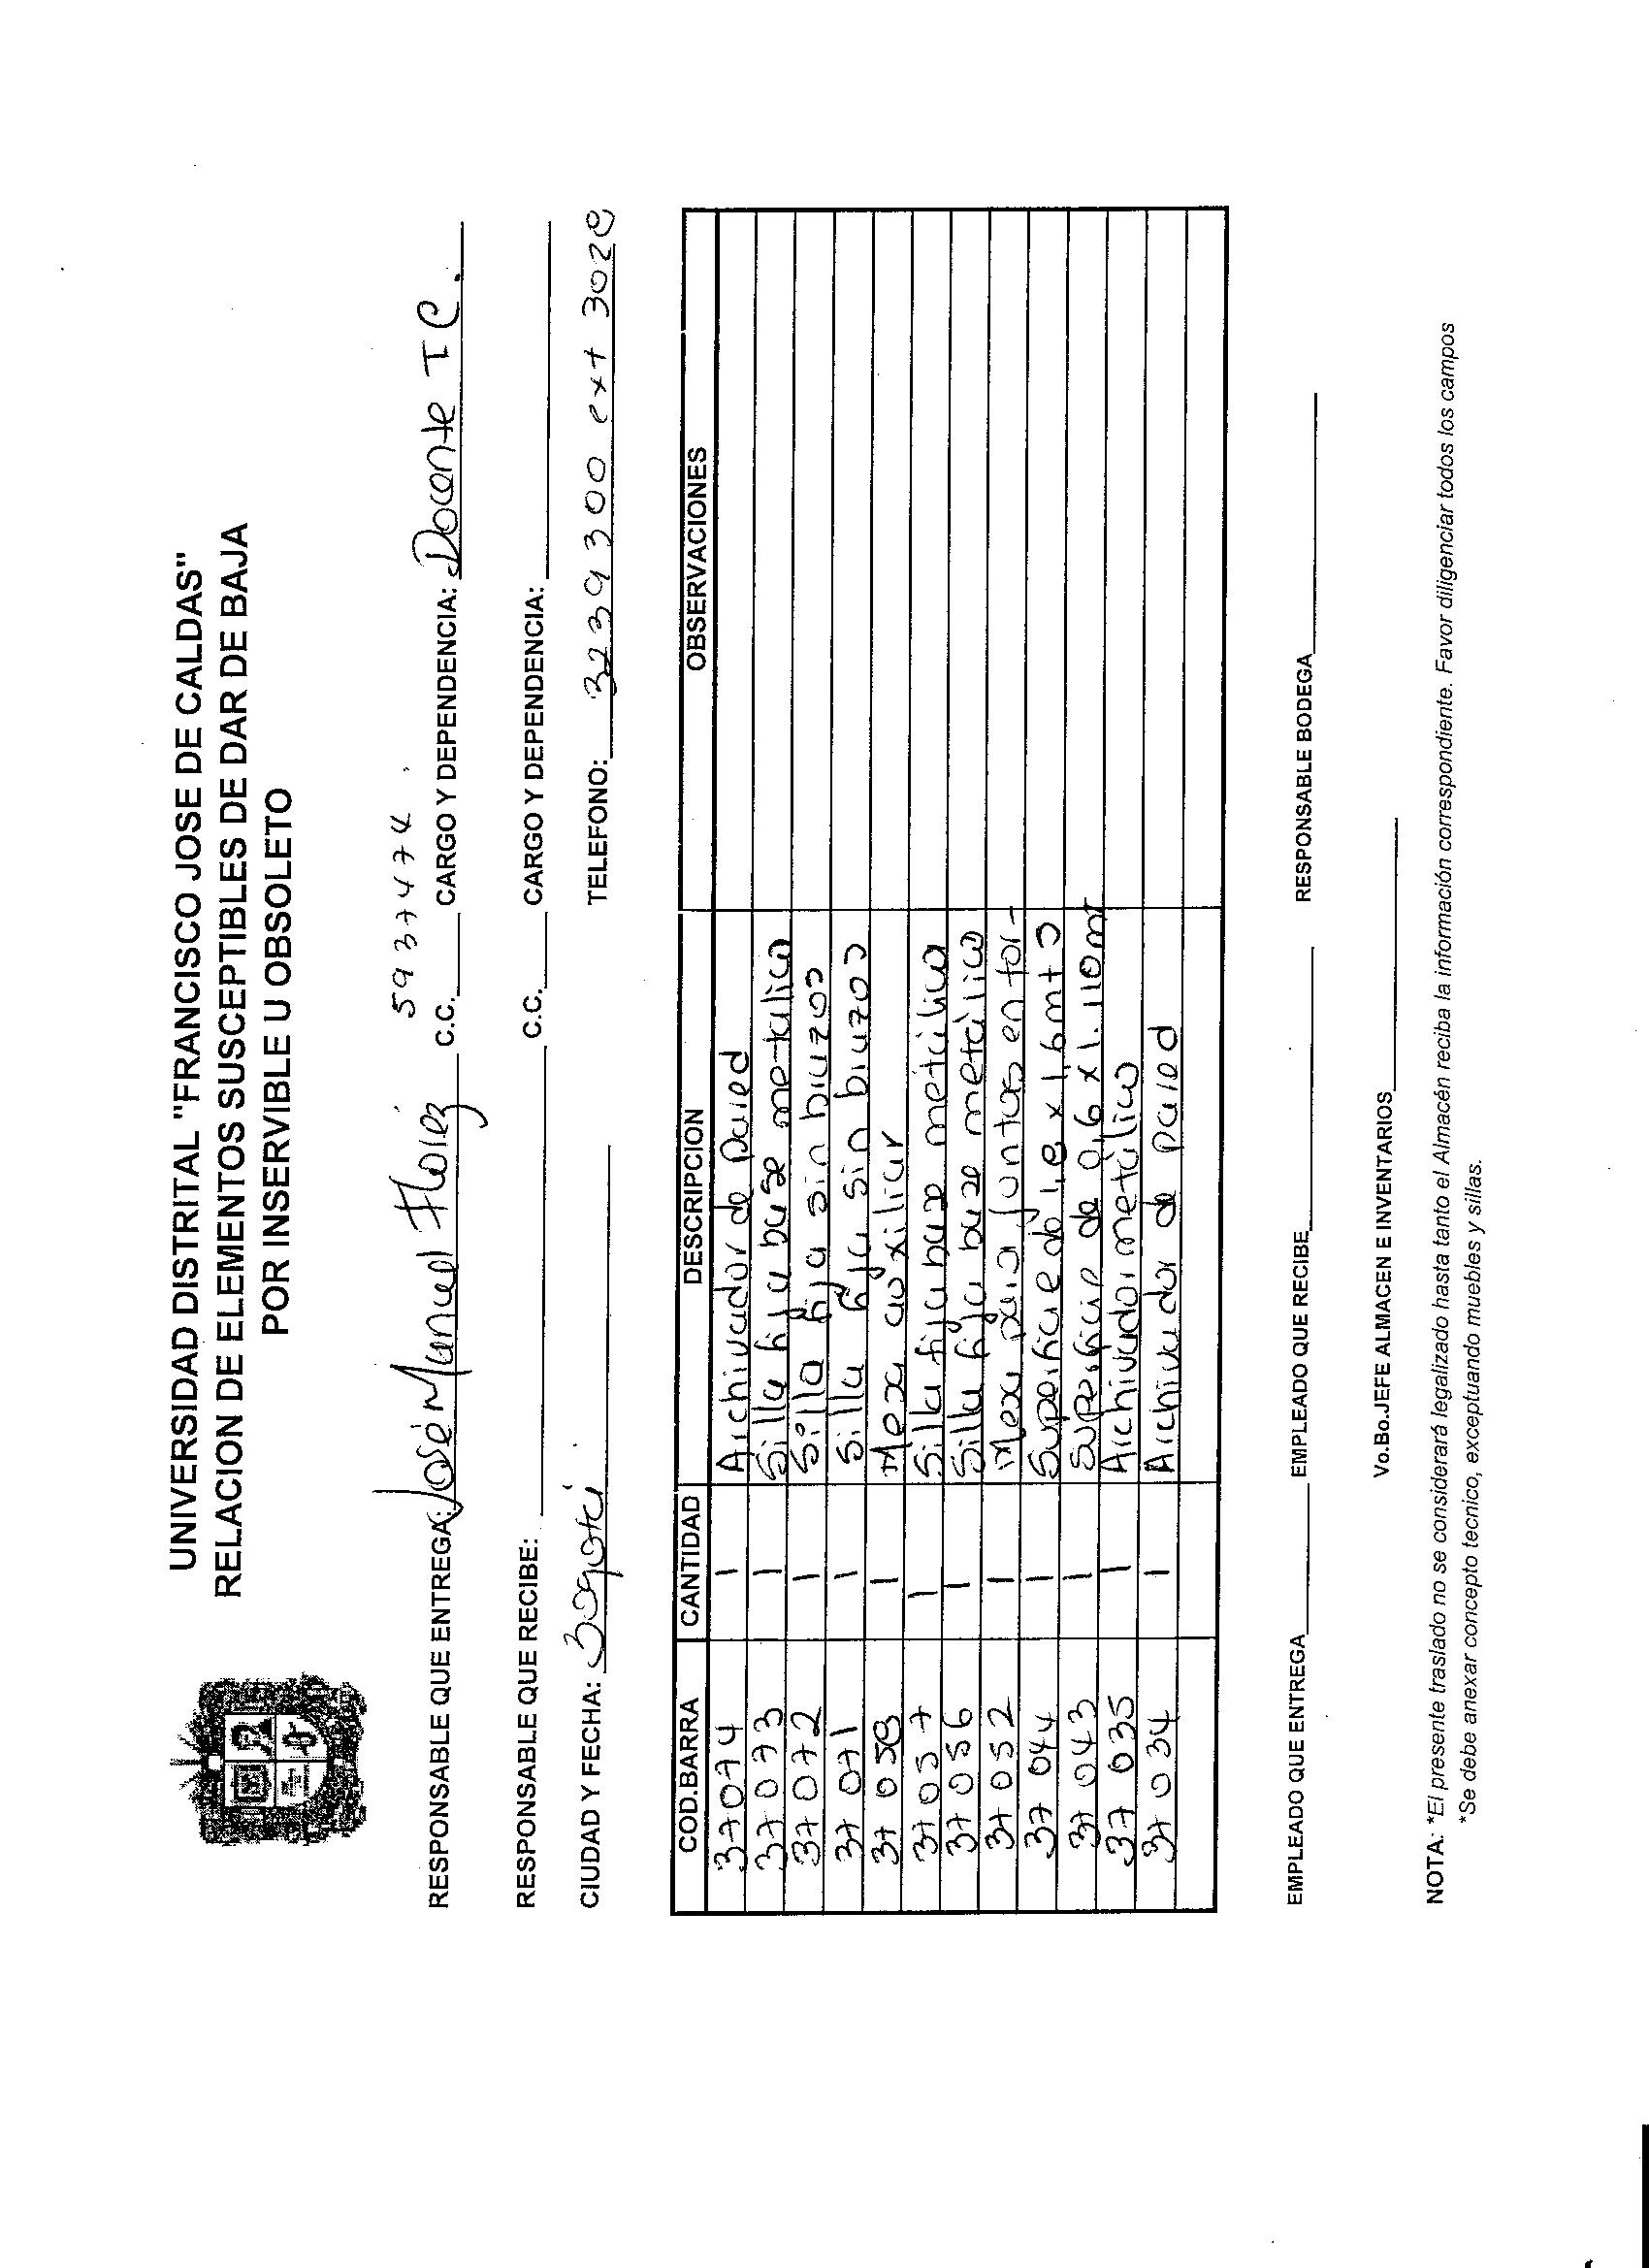 UNIVERSIDAD DISTRITAL "FRANCISCO JOSE DE CALDAS"
RELACION DE ELEMENTOS SUSCEPTIBLES DE DAR DE BAJA
POR INSERVIBLE U OBSOLETO
RESPONSABLE QUE ENTREGA: José Manuel Florez C.C. 5937474 CARGO Y DEPENDENCIA: Docente TC.
RESPONSABLE QUE RECIBE: C.C. CARGO Y DEPENDENCIA:
CIUDAD Y FECHA: Bogotá TELEFONO: 3239300 ext 3020
COD.BARRA CANTIDAD DESCRIPCION OBSERVACIONES
37074 1 Archivador de Pared
37073 1 Silla fija base metalica
37072 1 Silla fija sin brazos
37071 1 Silla fija sin brazos
37058 1 Mesa auxiliar
37057 1 Silla fija base metálica
37056 1 Silla fija base metálica
37052 1 Mesa para juntas en for-
37044 1 Superficie de x 1.6 mto
37043 1 Superficie de 0,6 x 1.10mt
37035 1 Archivador metálico
37034 1 Archivador de pared
EMPLEADO QUE ENTREGA EMPLEADO QUE RECIBE RESPONSABLE BODEGA
Vo.Bo.JEFE ALMACEN E INVENTARIOS
NOTA: *El presente traslado no se considerará legalizado hasta tanto el Almacén reciba la información correspondiente. Favor diligenciar todos los campos
*Se debe anexar concepto tecnico, exceptuando muebles y sillas.